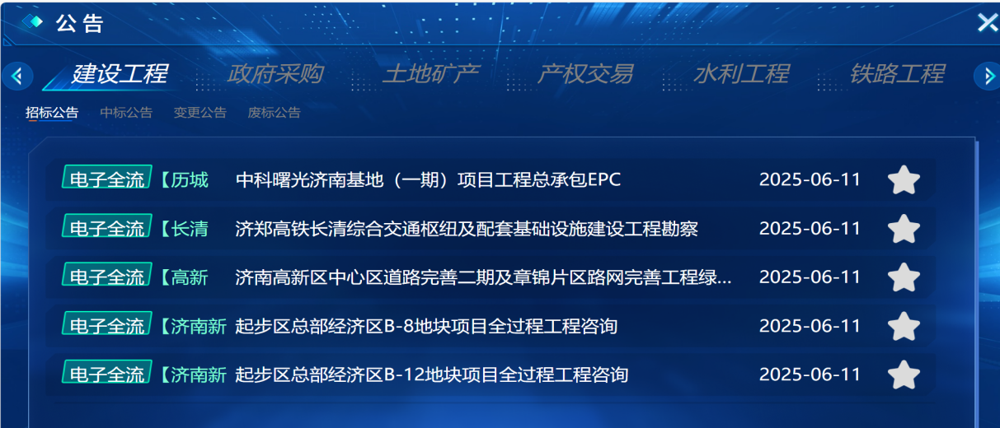 公告
建设工程 政府采购 土地矿产 产权交易 水利工程 铁路工程
招标公告 中标公告 变更公告 废标公告
电子全流 【历城 中科曙光济南基地（一期）项目工程总承包EPC 2025-06-11
电子全流 【长清 济郑高铁长清综合交通枢纽及配套基础设施建设工程勘察 2025-06-11
电子全流 【高新 济南高新区中心区道路完善二期及章锦片区路网完善工程绿... 2025-06-11
电子全流 【济南新 起步区总部经济区B-8地块项目全过程工程咨询 2025-06-11
电子全流 【济南新 起步区总部经济区B-12地块项目全过程工程咨询 2025-06-11